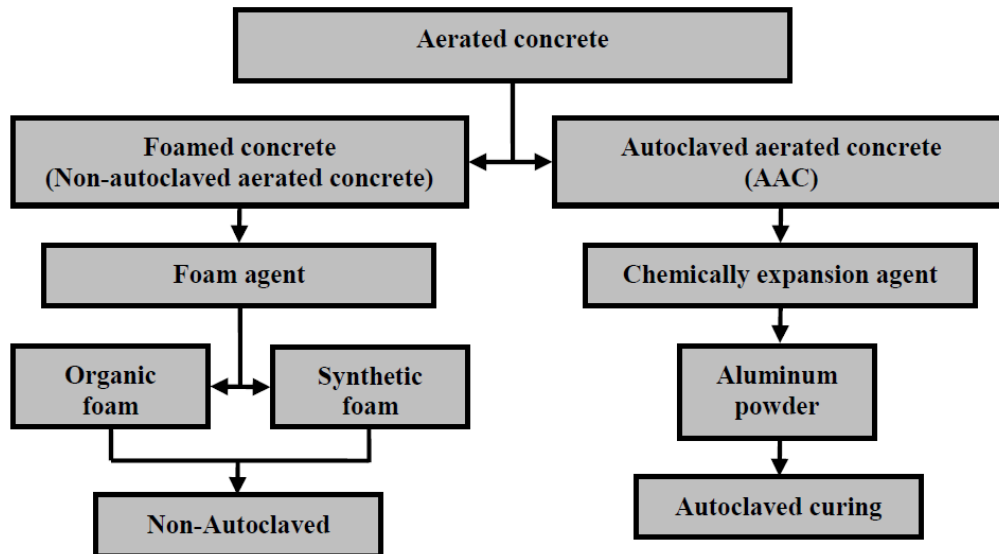 Aerated concrete
Foamed concrete
(Non-autoclaved aerated concrete)
Autoclaved aerated concrete
(AAC)
Foam agent
Chemically expansion agent
Organic
foam
Synthetic
foam
Aluminum
powder
Non-Autoclaved
Autoclaved curing